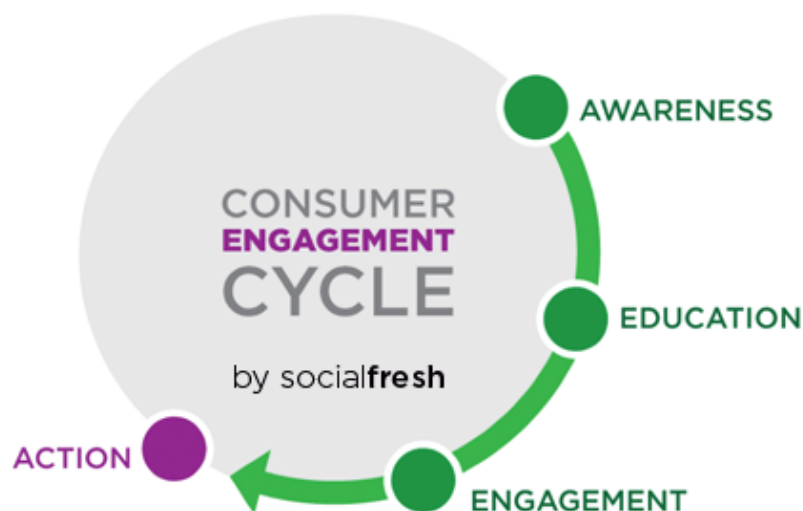 AWARENESS
CONSUMER
ENGAGEMENT
CYCLE
EDUCATION
by socialfresh
ACTION
ENGAGEMENT